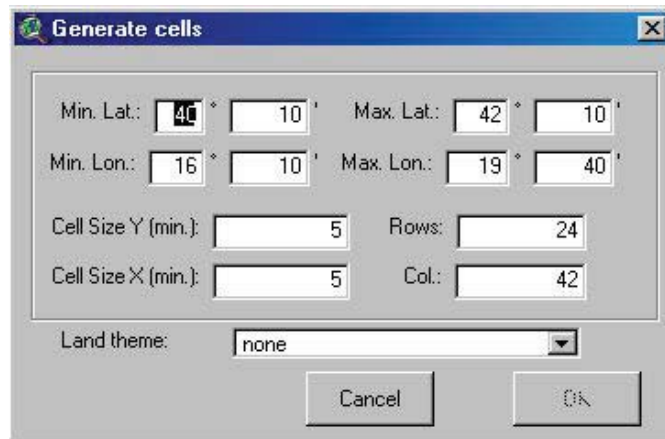 Generate cells
Min. Lat.: 40 ° 10 ' Max. Lat.: 42 ° 10 '
Min. Lon.: 16 ° 10 ' Max. Lon.: 19 ° 40 '
Cell Size Y (min.): 5 Rows: 24
Cell Size X (min.): 5 Col.: 42
Land theme: none
Cancel OK